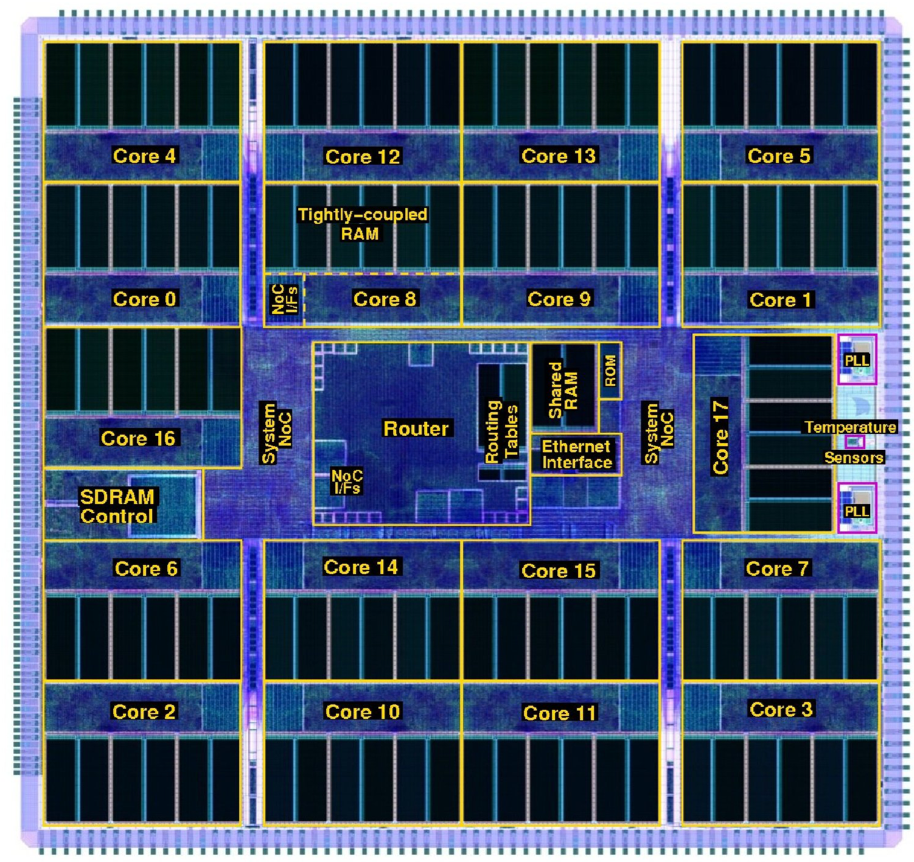 Core 4
Core 12
Core 13
Core 5
Tightly-coupled
RAM
Core 0
NoC
I/Fs
Core 8
Core 9
Core 1
Core 16
System
NoC
Router
NoC
I/Fs
Routing
Tables
Shared
RAM
ROM
Ethernet
Interface
System
NoC
Core 17
PLL
Temperature
Sensors
PLL
SDRAM
Control
Core 6
Core 14
Core 15
Core 7
Core 2
Core 10
Core 11
Core 3